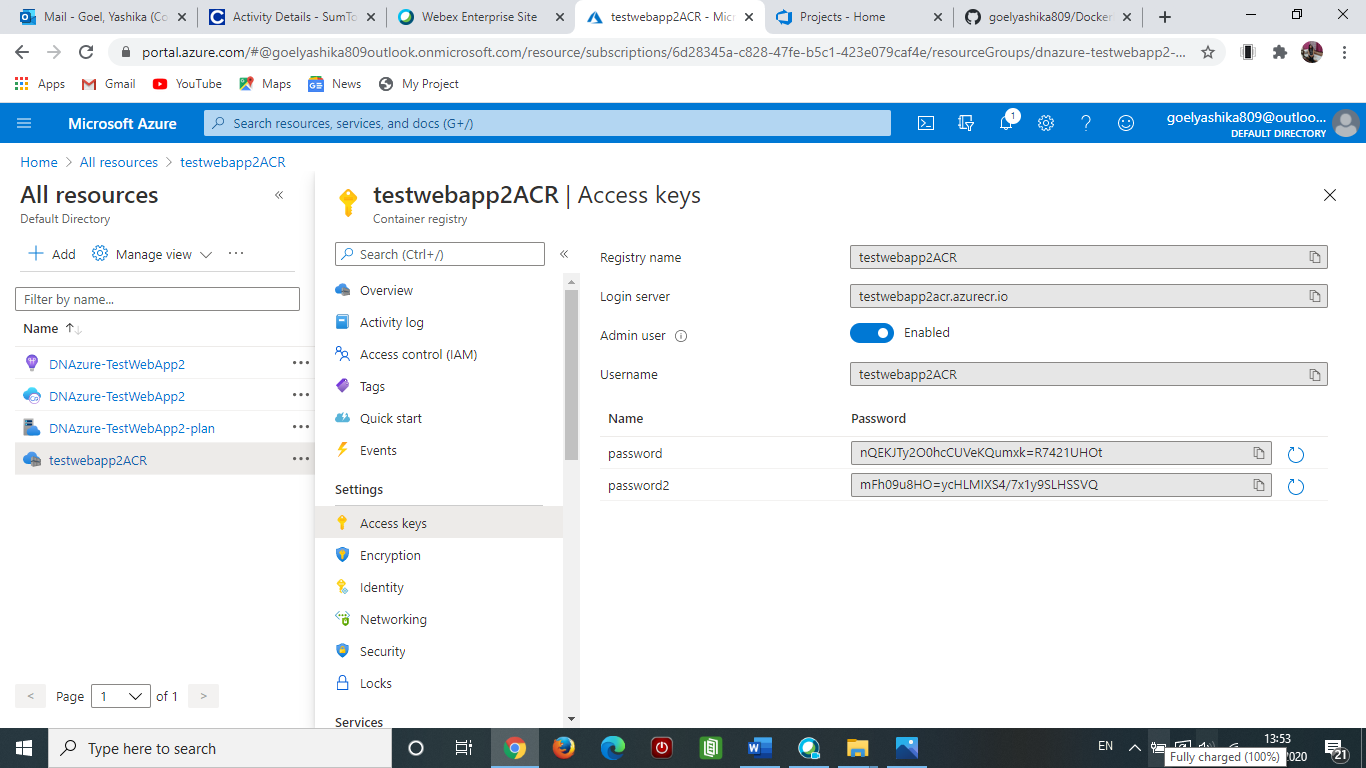 Mail - Goel, Yashika (Co
Activity Details - SumTo
Webex Enterprise Site
testwebapp2ACR - Micr
Projects - Home
goelyashika809/Docker
portal.azure.com/#@goelyashika809outlook.onmicrosoft.com/resource/subscriptions/6d28345a-c828-47fe-b5c1-423e079caf4e/resourceGroups/dnazure-testwebapp2-...
Apps Gmail YouTube Maps News My Project
Microsoft Azure
Search resources, services, and docs (G+/)
1
goelyashika809@outloo...
DEFAULT DIRECTORY
Home > All resources > testwebapp2ACR
All resources
Default Directory
Add Manage view ...
Filter by name...
Name
DNAzure-TestWebApp2
DNAzure-TestWebApp2
DNAzure-TestWebApp2-plan
testwebapp2ACR
< Page 1 of 1 >
testwebapp2ACR | Access keys
Container registry
Search (Ctrl+/)
Overview
Activity log
Access control (IAM)
Tags
Quick start
Events
Settings
Access keys
Encryption
Identity
Networking
Security
Locks
Services
Registry name testwebapp2ACR
Login server testwebapp2acr.azurecr.io
Admin user Enabled
Username testwebapp2ACR
Name Password
password nQEKJTy2O0hcCUVeKQumxk=R7421UHOt
password2 mFh09u8HO=ycHLMIXS4/7x1y9SLHSSVQ
Type here to search
EN
13:53
2020
21
Fully charged (100%)